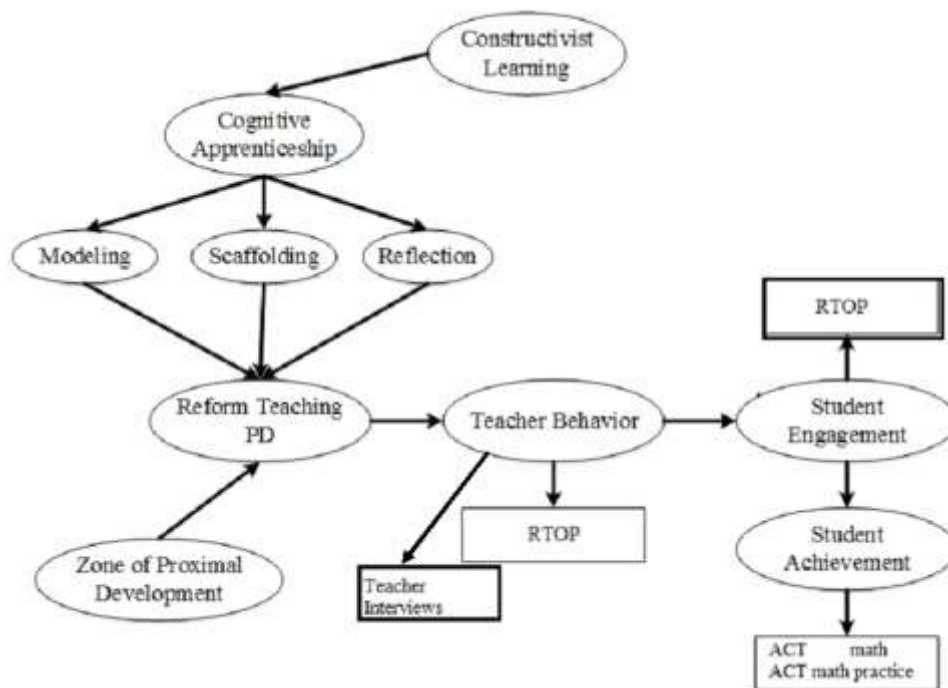 Constructivist
Learning
Cognitive
Apprenticeship
Modeling
Scaffolding
Reflection
RTOP
Reform Teaching
PD
Teacher Behavior
Student
Engagement
RTOP
Student
Achievement
Zone of Proximal
Development
Teacher
Interviews
ACT math
ACT math practice